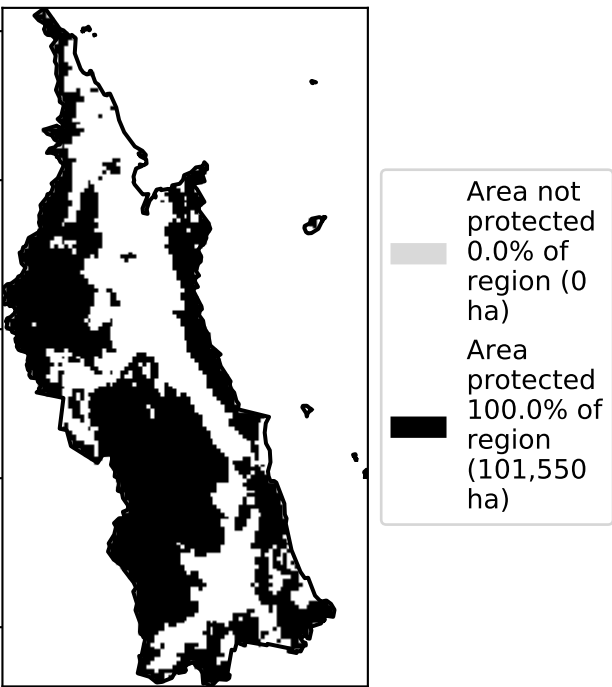 Area not
protected
0.0% of
region (0
ha)
Area
protected
100.0% of
region
(101,550
ha)